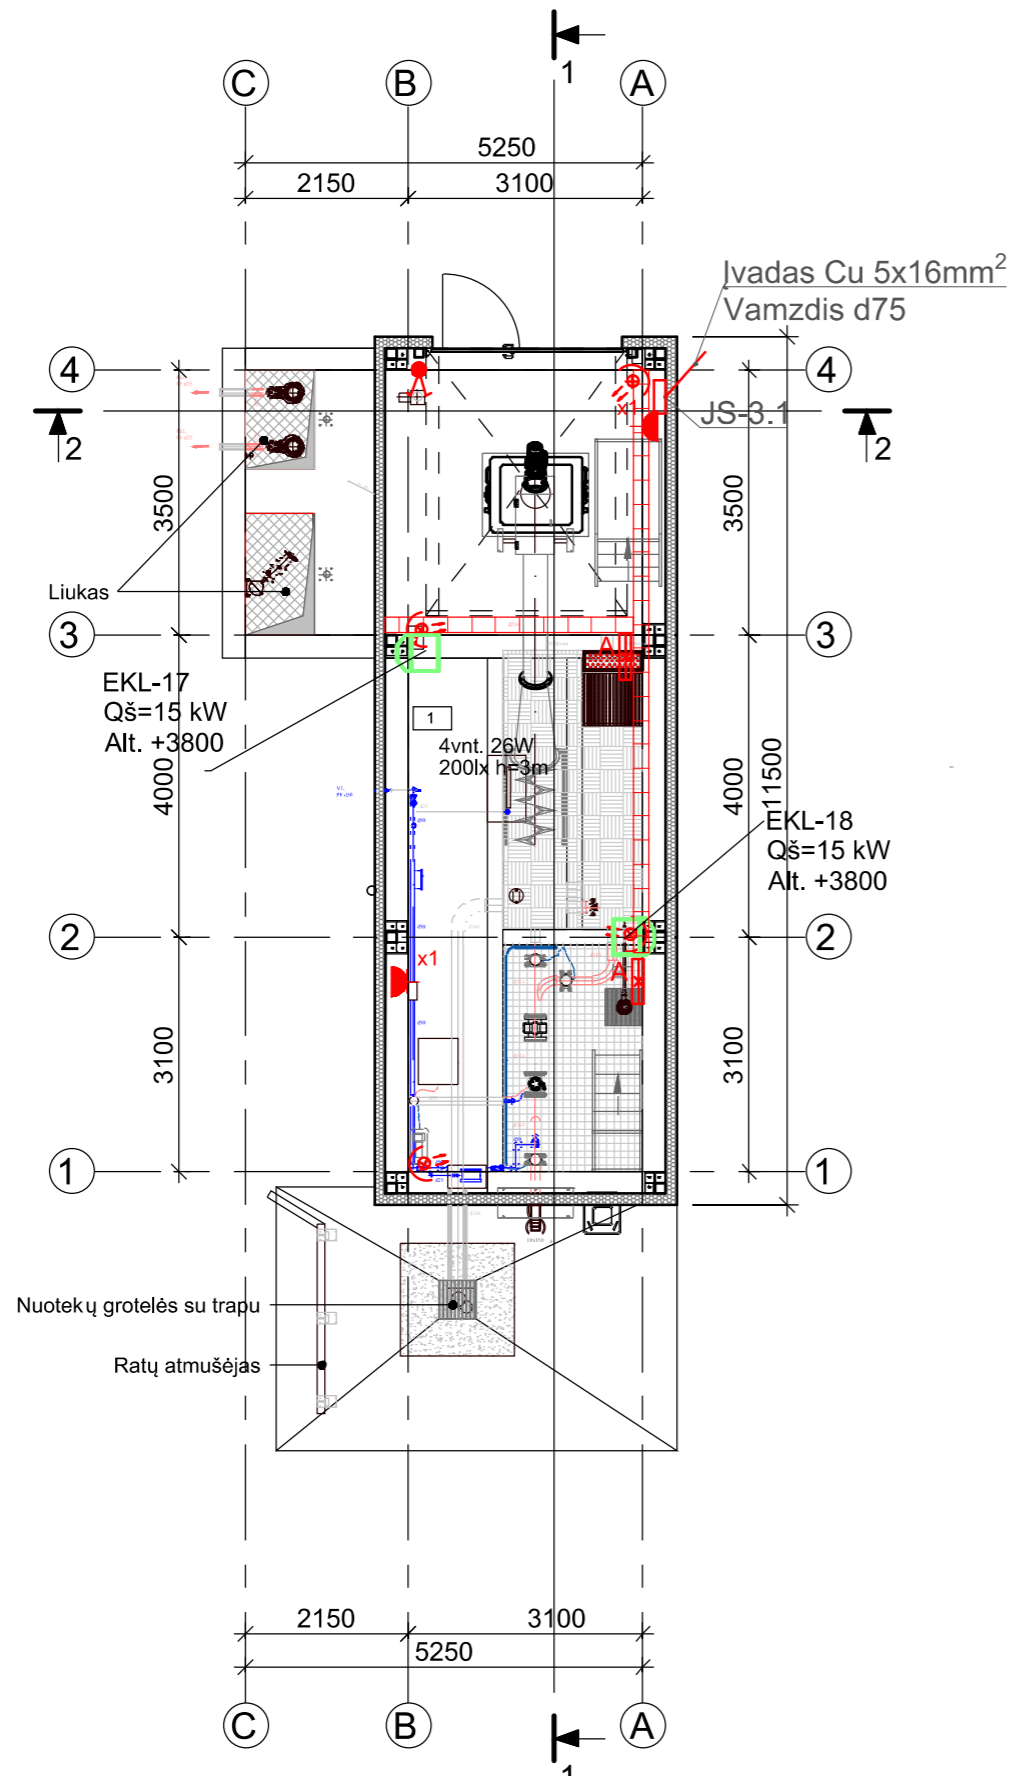 1
C
B
A
5250
2150
3100
Įvadas Cu 5x16mm²
Vamzdis d75
4
4
x1
JS-3.1
2
2
3500
3500
Liukas
3
3
A
EKL-17
Qš=15 kW
Alt. +3800
1
4vnt. 26W
200lx h=3m
4000
4000
11500
EKL-18
Qš=15 kW
Alt. +3800
2
2
x1
A
3100
3100
1
1
Nuotekų grotelės su trapu
Ratų atmušėjas
2150
3100
5250
C
B
A
1